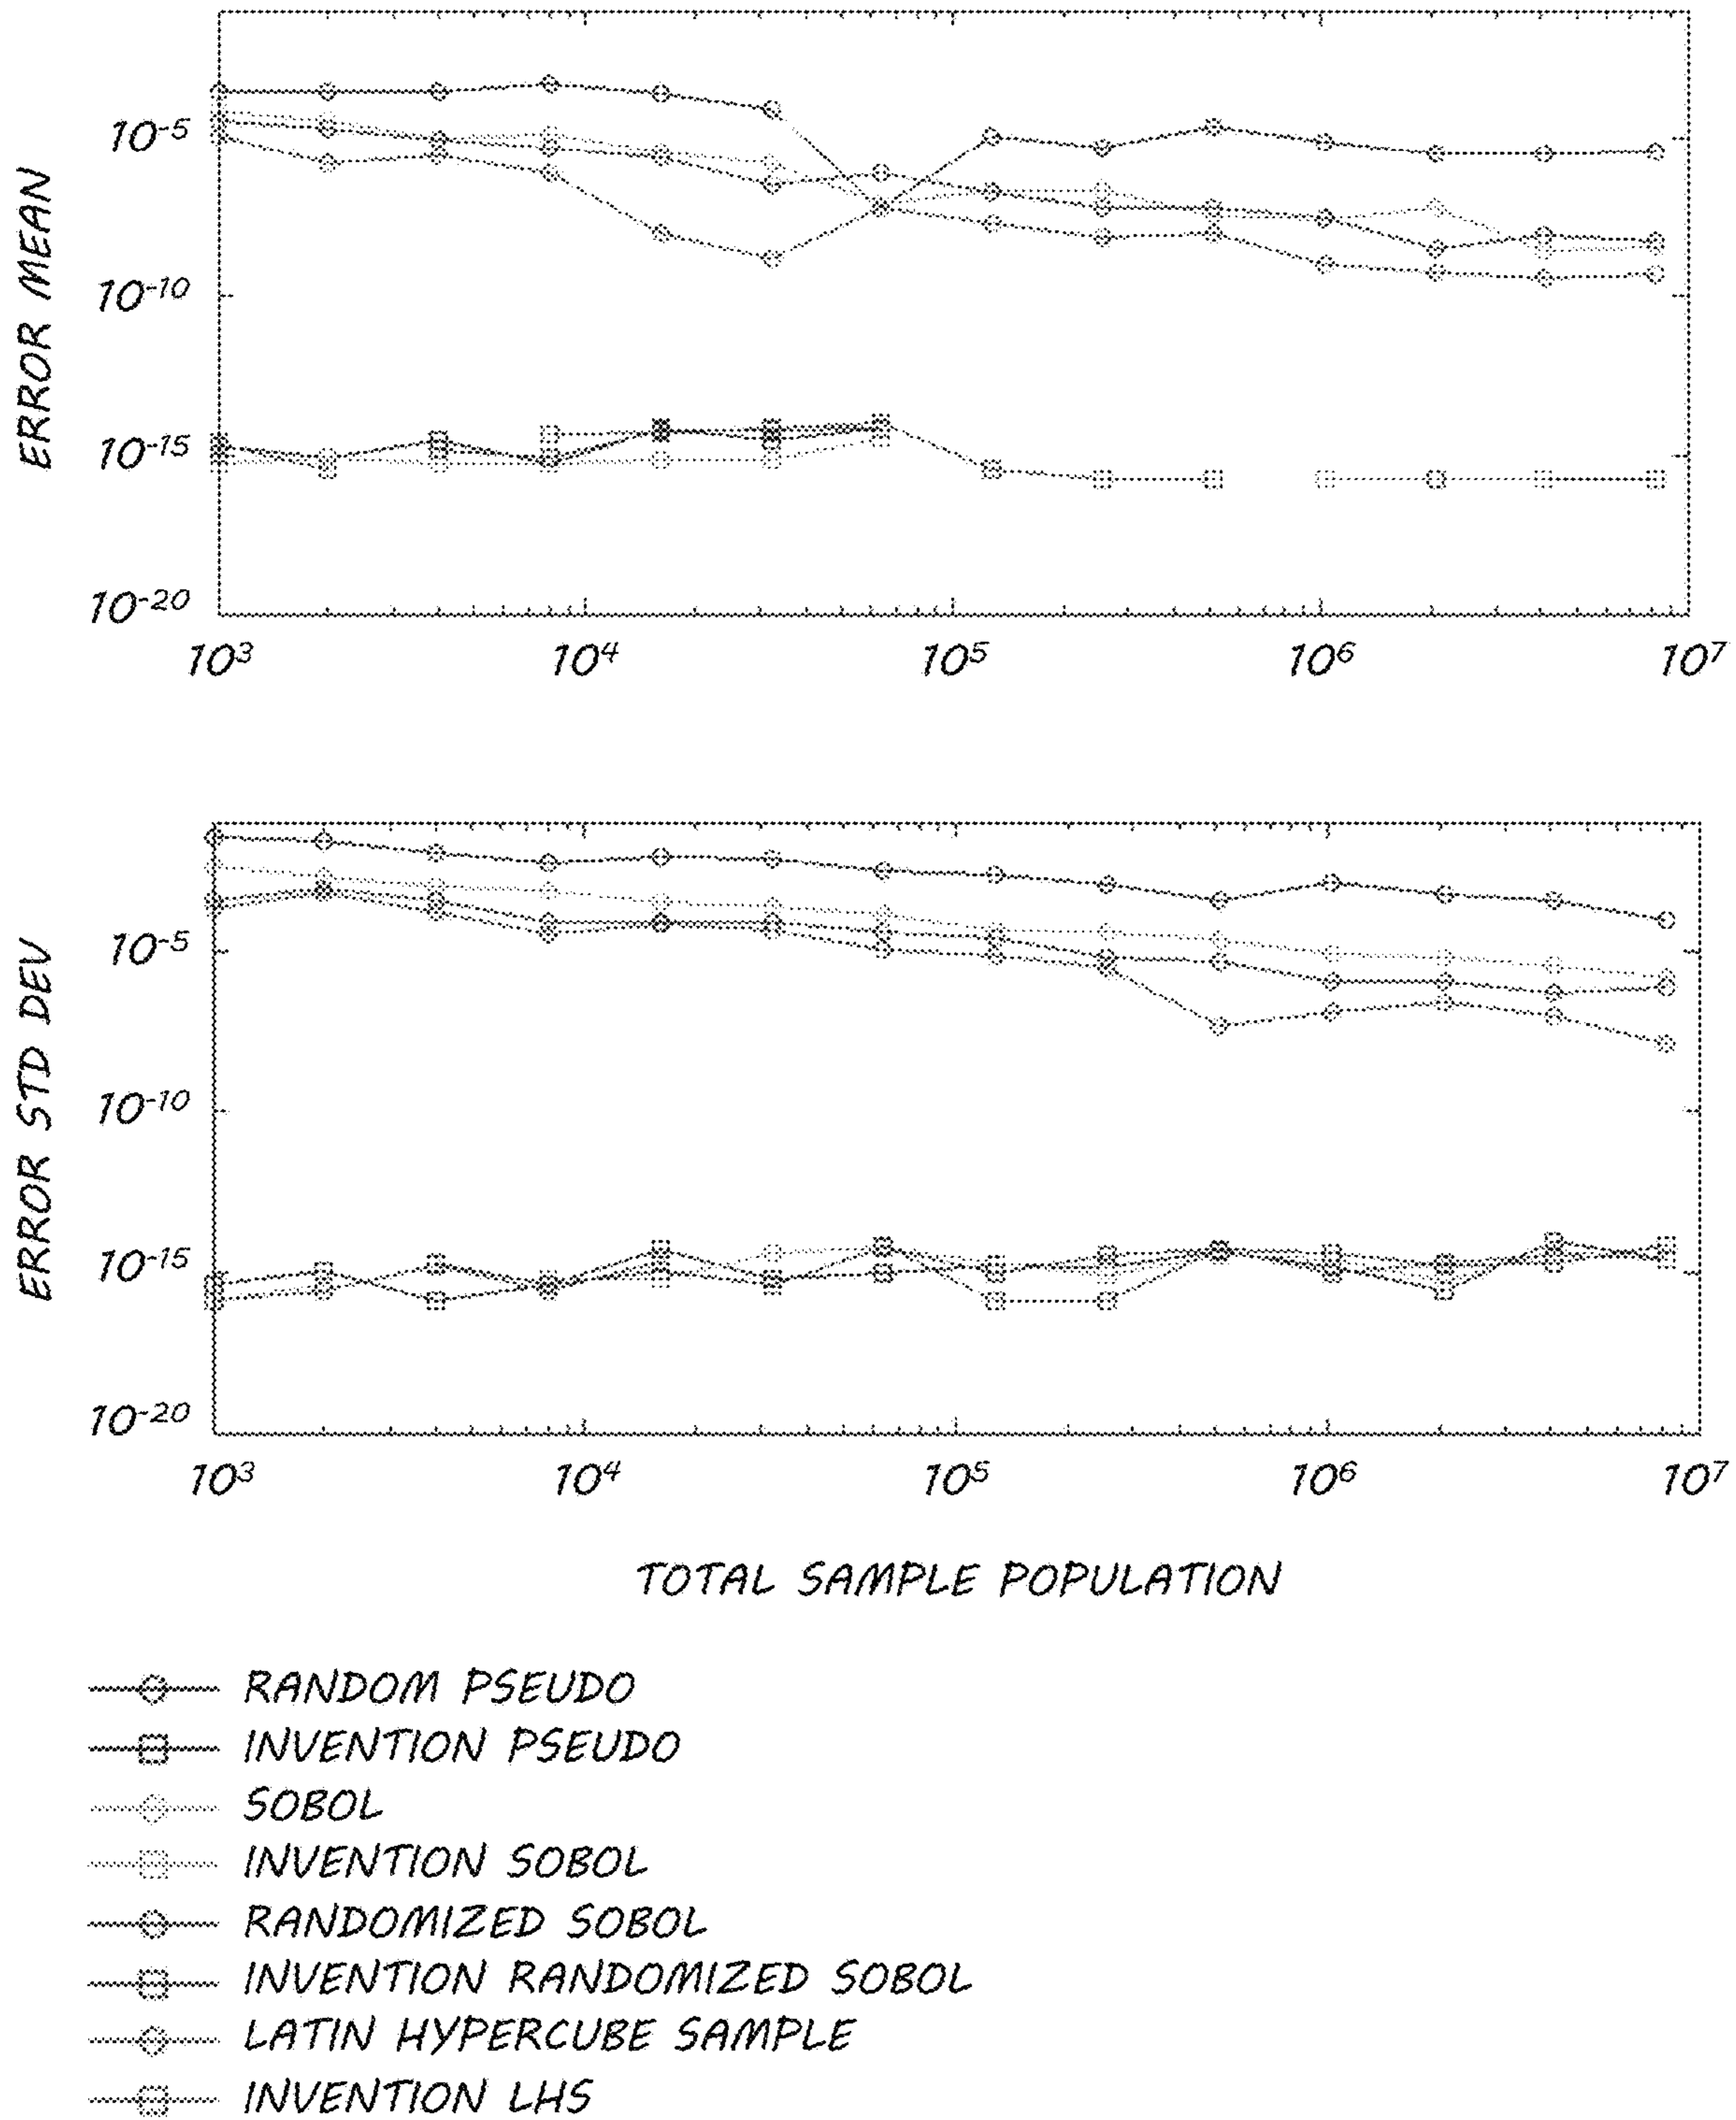 ERROR MEAN
10-5
10-10
10-15
10-20
103 104 105 106 107
ERROR STD DEV
10-5
10-10
10-15
10-20
103 104 105 106 107
TOTAL SAMPLE POPULATION
RANDOM PSEUDO
INVENTION PSEUDO
SOBOL
INVENTION SOBOL
RANDOMIZED SOBOL
INVENTION RANDOMIZED SOBOL
LATIN HYPERCUBE SAMPLE
INVENTION LHS